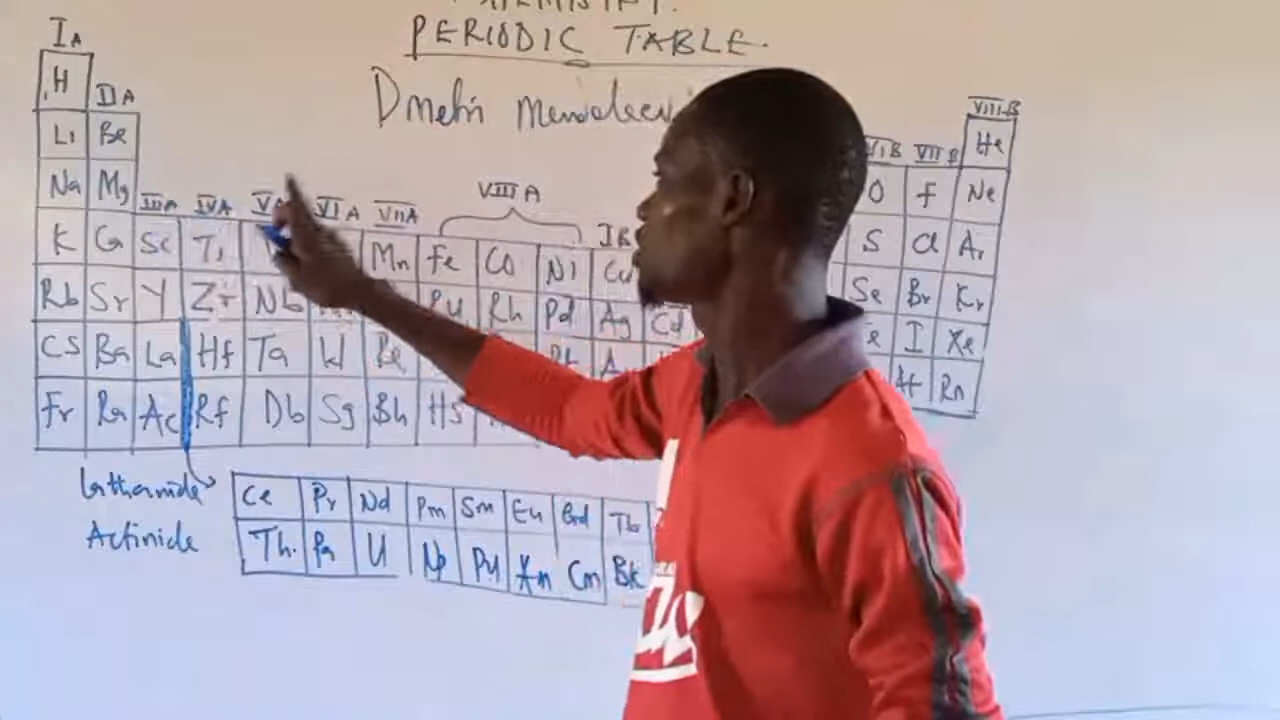 PERIODIC TABLE.
IA
H
IIA
VIIIB
Li Be VIB VIIB He
Na Mg IIIA IVA VIA VIIA VIIIA O F Ne
K Ca Sc Ti Mn Fe Co Ni IB S Cl Ar
Rb Sr Y Zr Nb Ru Rh Pd Ag Cd Se Br Kr
CS Ba La Hf Ta W I Xe
Fr Ra Ac Rf Db Sg Bh HS At Rn
Ce Pr Nd Pm Sm Eu Gd Tb
Actinide Th. Pa U Np Pu Am Cm Bk